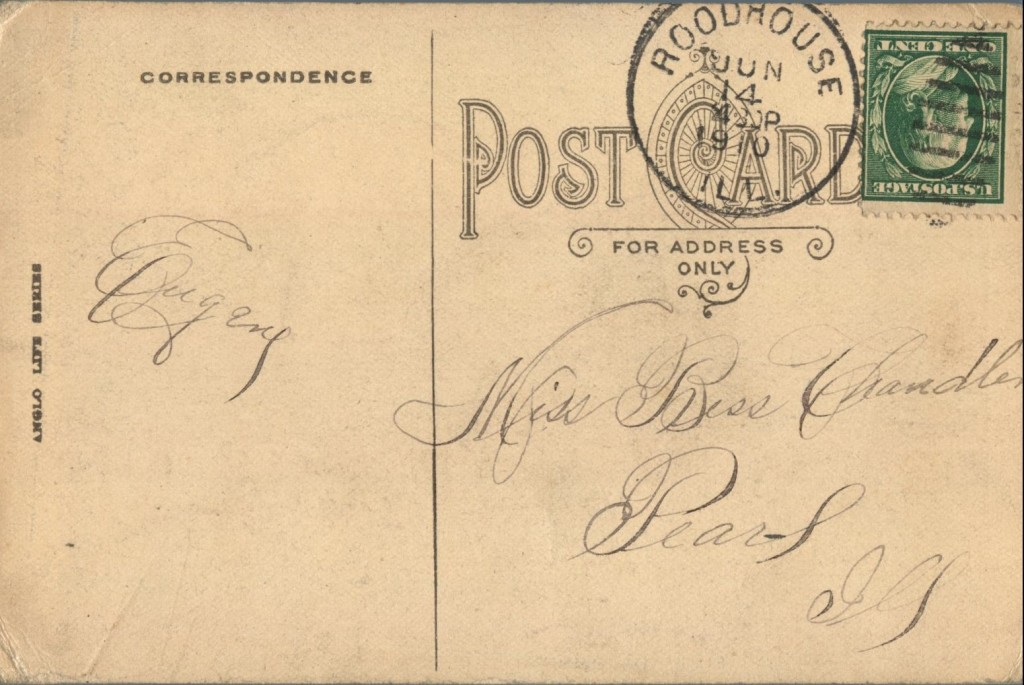 CORRESPONDENCE
ANGLO LIFE SERIES
Eugene
POST CARD
FOR ADDRESS
ONLY
ROODHOUSE
JUN
14
4 P
1910
ILL.
ONE CENT
U.S. POSTAGE
Miss Bess Chandler
Pearl
Ill